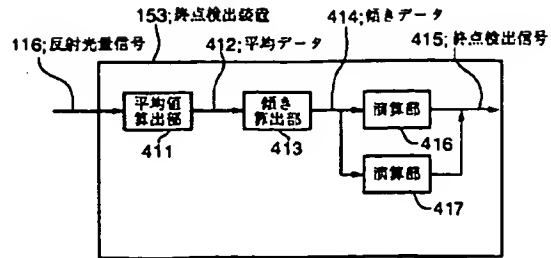 153;終点検出装置
414;傾きデータ
116;反射光量信号
412;平均データ
415;終点検出信号
平均値
算出部
411
傾き
算出部
413
演算部
416
演算部
417